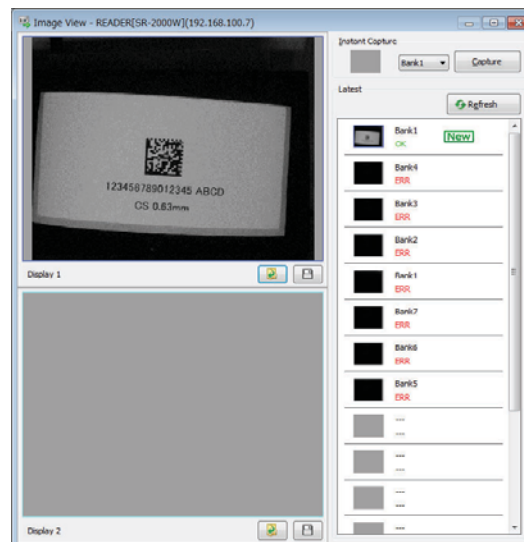 Image View - READER[SR-2000W](192.168.100.7)
123456789012345 ABCD
CS 0.63mm
Display 1
Display 2
Instant Capture
Bank1
Capture
Latest
Refresh
Bank1
OK
New
Bank4
ERR
Bank3
ERR
Bank2
ERR
Bank1
ERR
Bank7
ERR
Bank6
ERR
Bank5
ERR
---
---
---
---
---
---
---